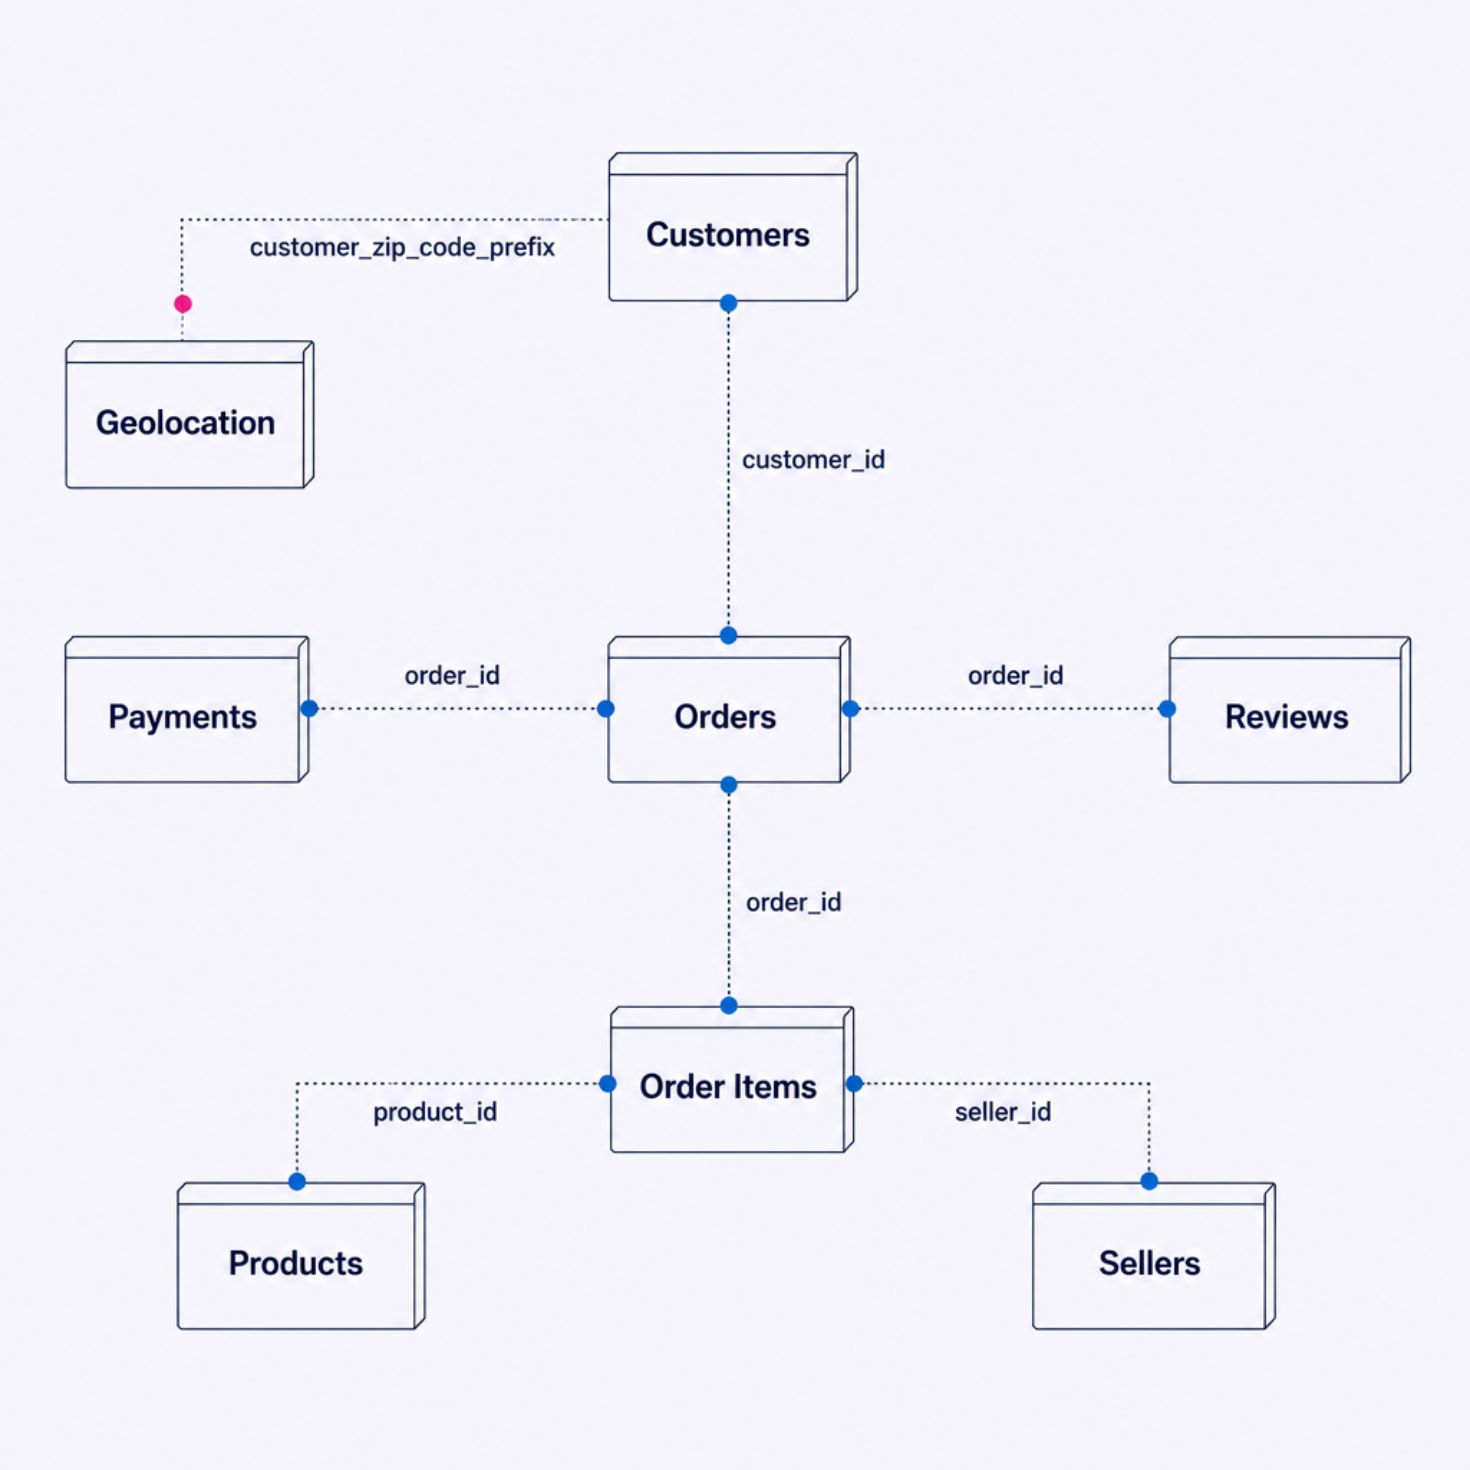 Customers
customer_zip_code_prefix
Geolocation
customer_id
Payments
order_id
Orders
order_id
Reviews
order_id
Order Items
product_id
seller_id
Products
Sellers